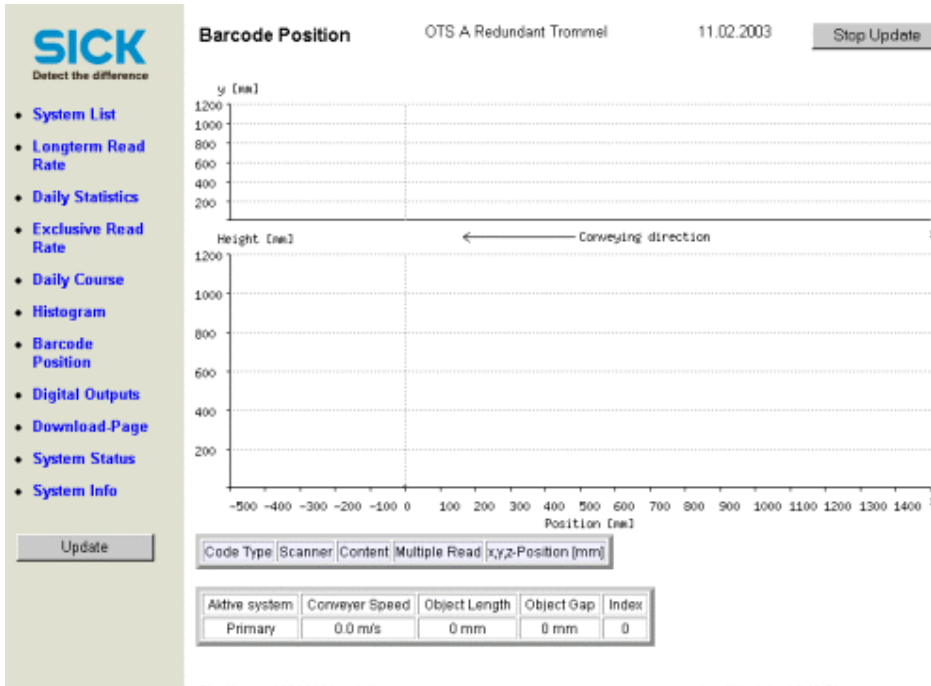 SICK
Detect the difference
System List
Longterm Read
Rate
Daily Statistics
Exclusive Read
Rate
Daily Course
Histogram
Barcode
Position
Digital Outputs
Download-Page
System Status
System Info
Update
Barcode Position OTS A Redundant Trommel 11.02.2003 Stop Update
y [mm]
1200
1000
800
600
400
200
Height [mm] Conveying direction
1200
1000
800
600
400
200
-500 -400 -300 -200 -100 0 100 200 300 400 500 600 700 800 900 1000 1100 1200 1300 1400
Position [mm]
Code Type Scanner Content Multiple Read x,y,z-Position [mm]
Aktive system Conveyer Speed Object Length Object Gap Index
Primary 0.0 m/s 0 mm 0 mm 0